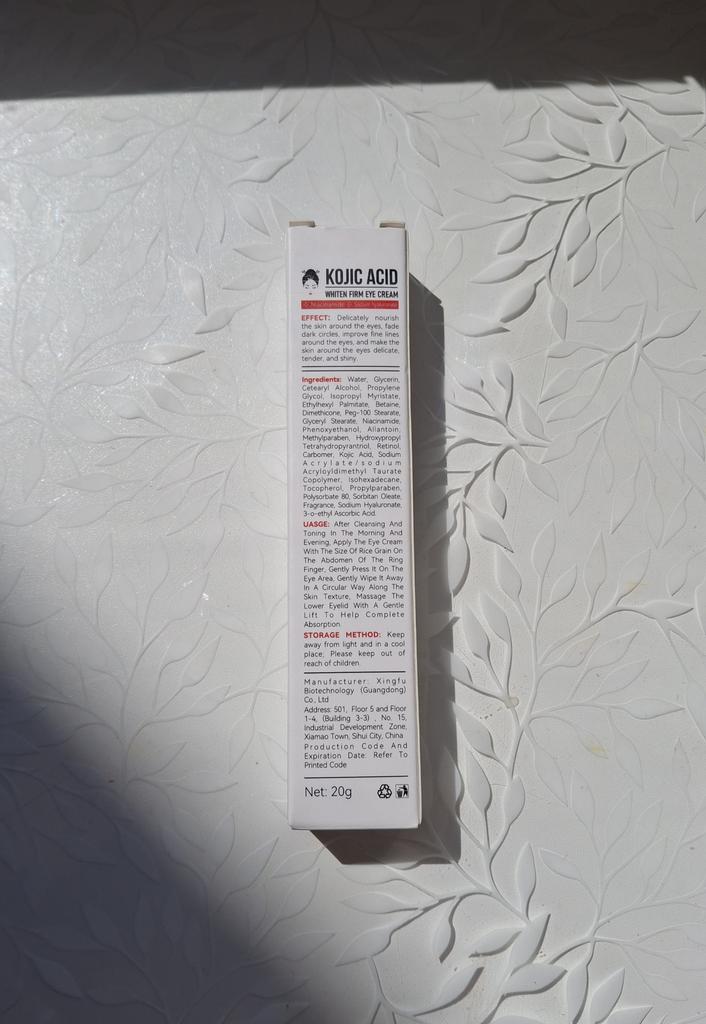 KOJIC ACID
WHITEN FIRM EYE CREAM
Niacinamide Sodium hyaluronate
EFFECT: Delicately nourish
the skin around the eyes, fade
dark circles, improve fine lines
around the eyes, and make the
skin around the eyes delicate,
tender, and shiny.
Ingredients: Water, Glycerin,
Cetearyl Alcohol, Propylene
Glycol, Isopropyl Myristate,
Ethylhexyl Palmitate, Betaine,
Dimethicone, Peg-100 Stearate,
Glyceryl Stearate, Niacinamide,
Phenoxyethanol, Allantoin,
Methylparaben, Hydroxypropyl
Tetrahydropyrantriol, Retinol,
Carbomer, Kojic Acid, Sodium
Acrylate/sodium
Acryloyldimethyl Taurate
Copolymer, Isohexadecane,
Tocopherol, Propylparaben,
Polysorbate 80, Sorbitan Oleate,
Fragrance, Sodium Hyaluronate,
3-o-ethyl Ascorbic Acid.
UASGE: After Cleansing And
Toning In The Morning And
Evening, Apply The Eye Cream
With The Size Of Rice Grain On
The Abdomen Of The Ring
Finger, Gently Press It On The
Eye Area, Gently Wipe It Away
In A Circular Way Along The
Skin Texture, Massage The
Lower Eyelid With A Gentle
Lift To Help Complete
Absorption.
STORAGE METHOD: Keep
away from light and in a cool
place; Please keep out of
reach of children.
Manufacturer: Xingfu
Biotechnology (Guangdong)
Co., Ltd
Address: 501, Floor 5 and Floor
1-4, (Building 3-3) , No. 15,
Industrial Development Zone,
Xiamao Town, Sihui City, China
Production Code And
Expiration Date: Refer To
Printed Code
Net: 20g